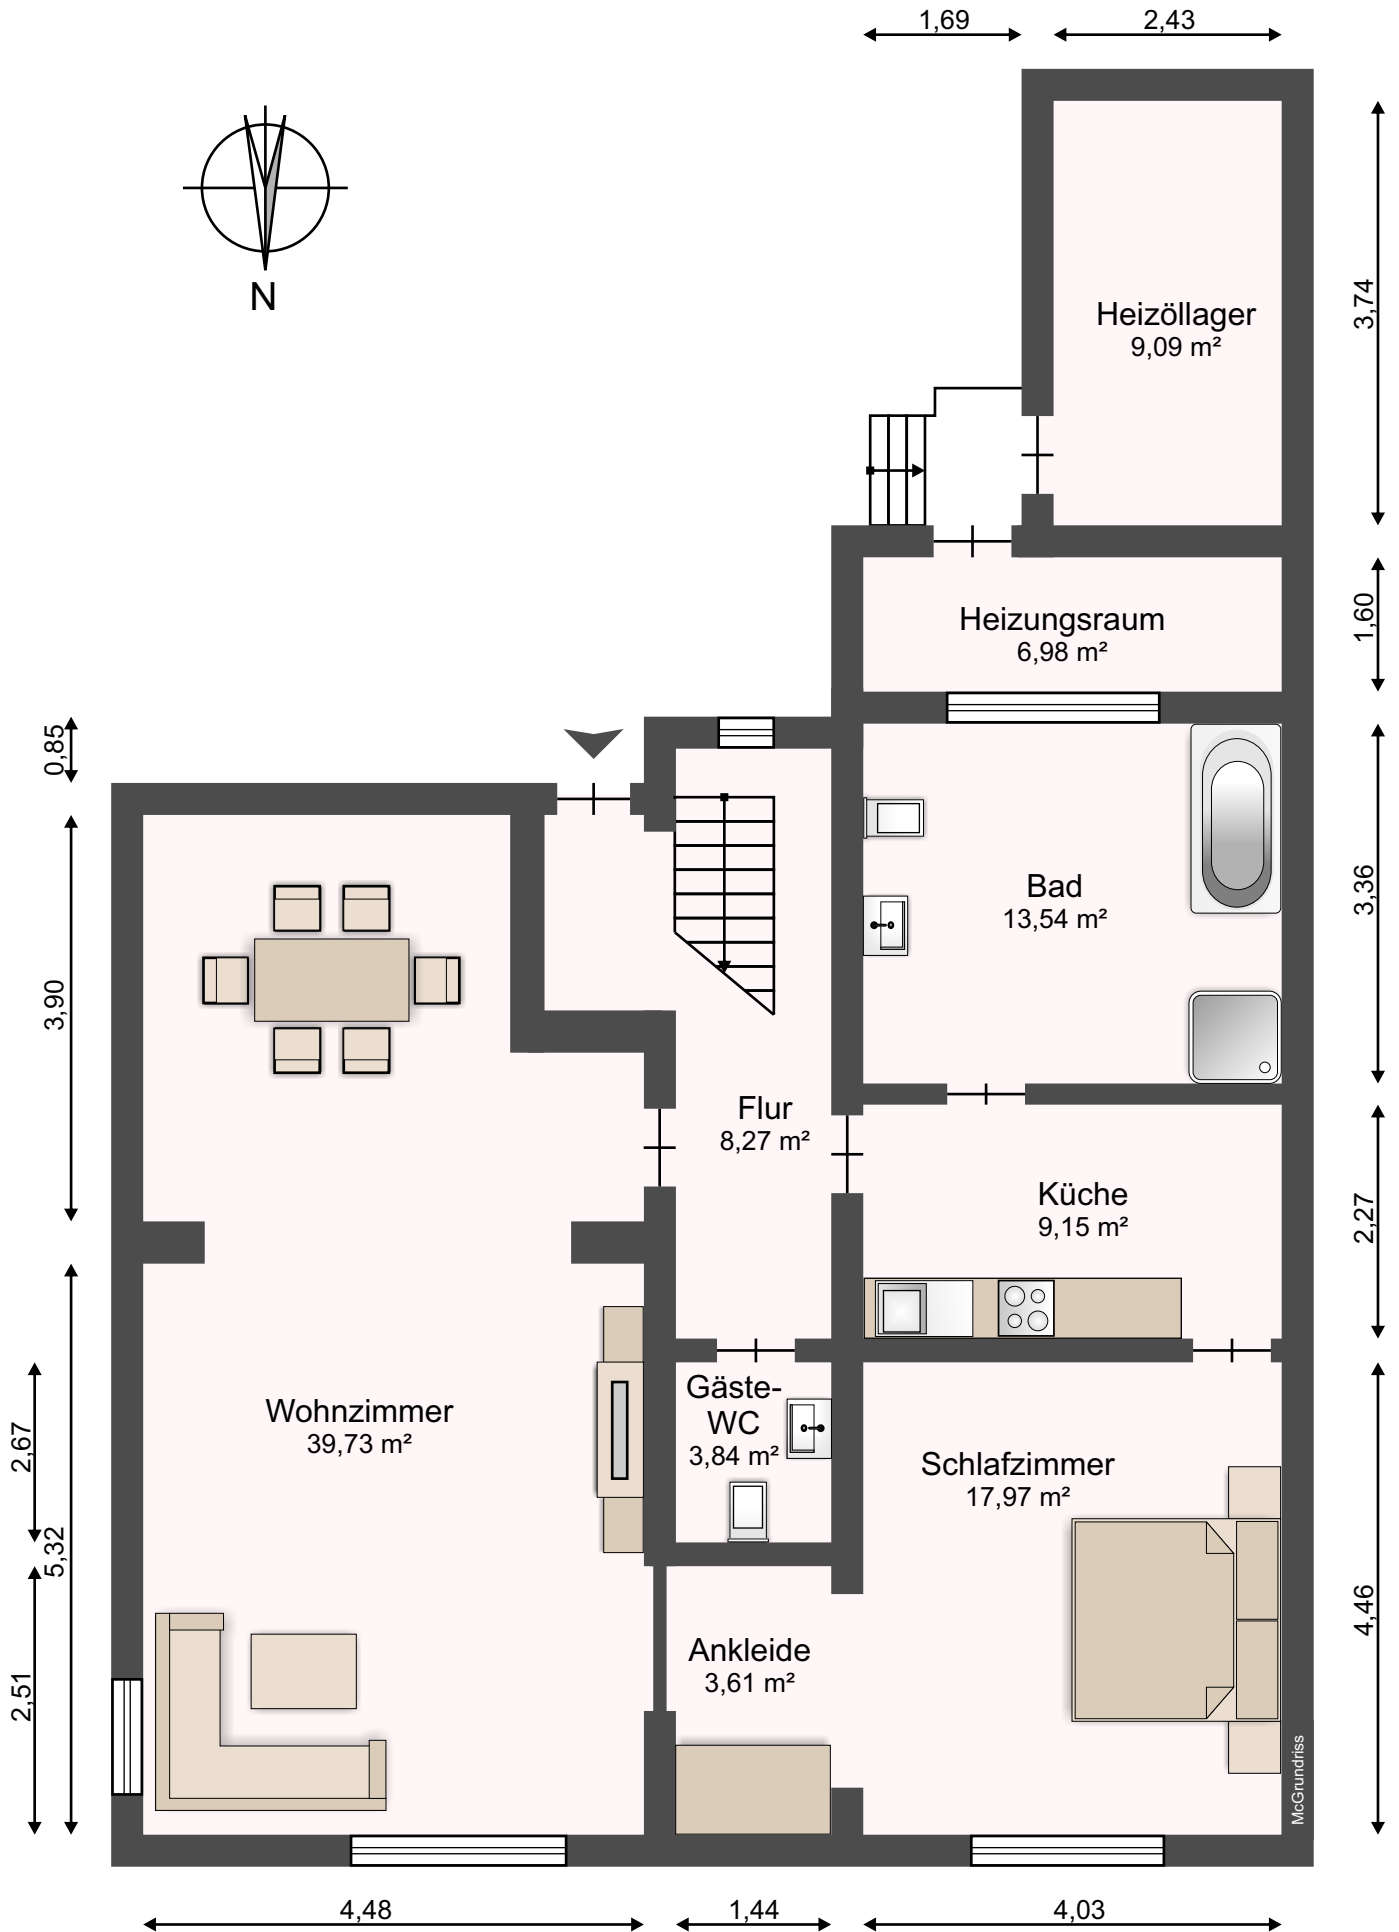 1,69
2,43
N
3,74
Heizöllager
9,09 m²
1,60
Heizungsraum
6,98 m²
0,85
3,36
Bad
13,54 m²
3,90
Flur
8,27 m²
Küche
9,15 m²
2,27
Wohnzimmer
39,73 m²
Gäste-
WC
3,84 m²
Schlafzimmer
17,97 m²
2,67
5,32
4,46
Ankleide
3,61 m²
2,51
McGrundriss
4,48
1,44
4,03